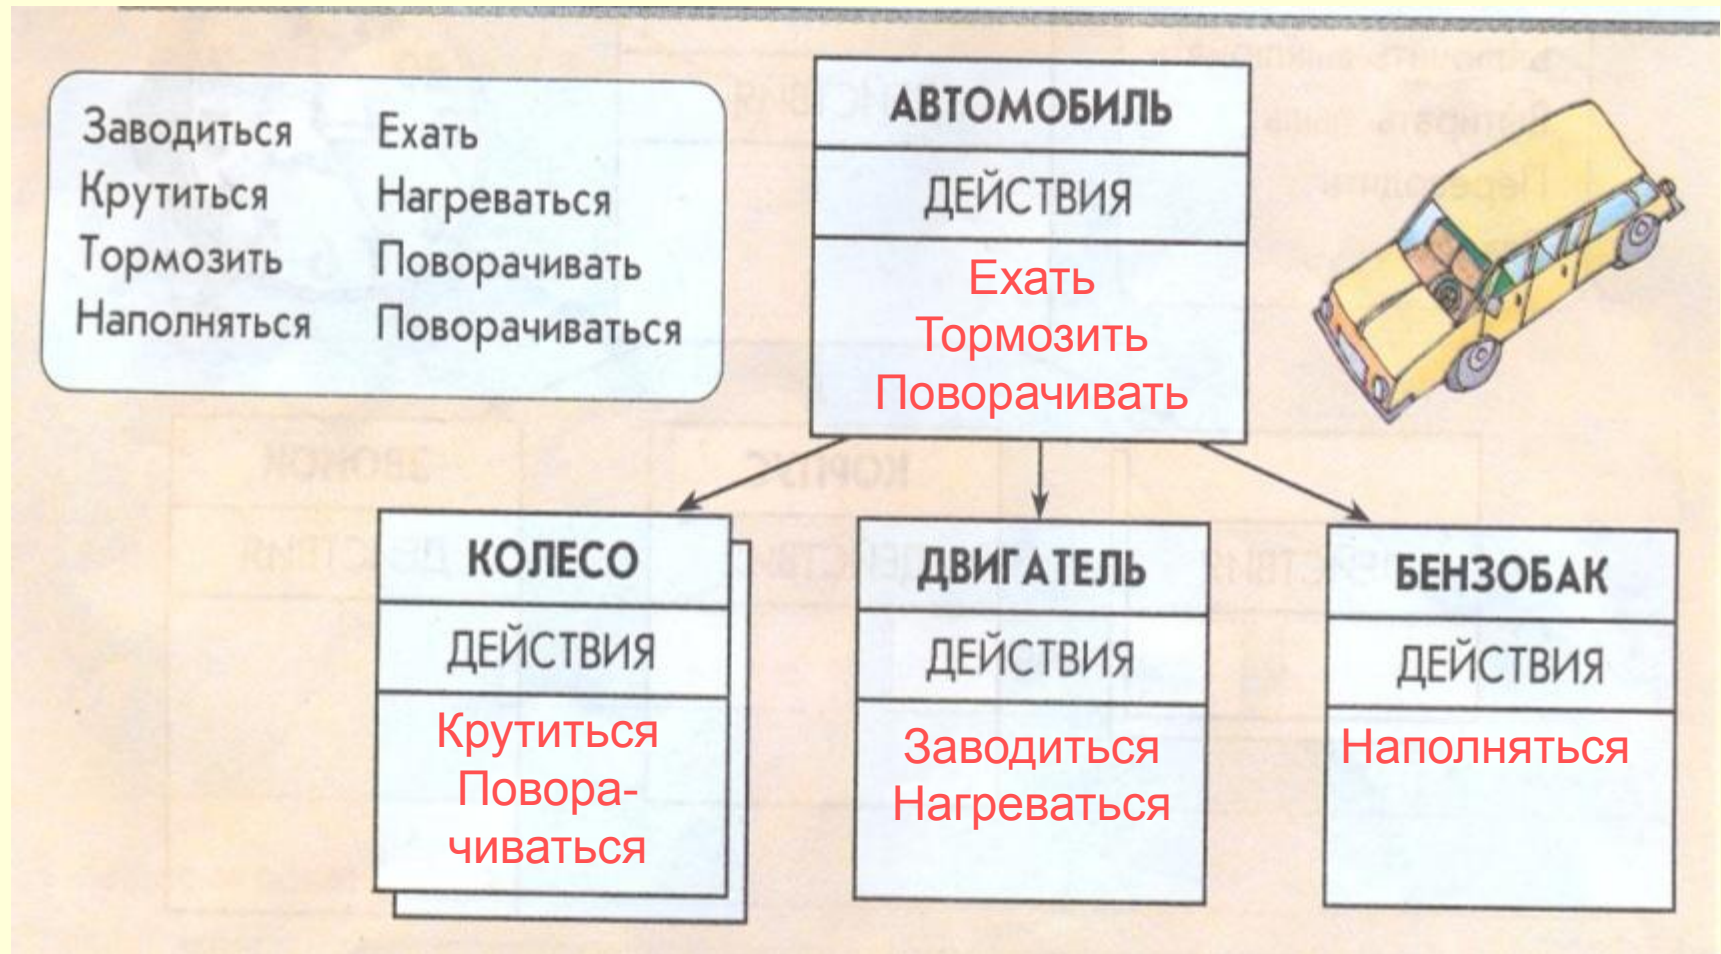 Заводиться Ехать
Крутиться Нагреваться
Тормозить Поворачивать
Наполняться Поворачиваться
АВТОМОБИЛЬ
ДЕЙСТВИЯ
Ехать
Тормозить
Поворачивать
КОЛЕСО
ДЕЙСТВИЯ
Крутиться
Повора-
чиваться
ДВИГАТЕЛЬ
ДЕЙСТВИЯ
Заводиться
Нагреваться
БЕНЗОБАК
ДЕЙСТВИЯ
Наполняться